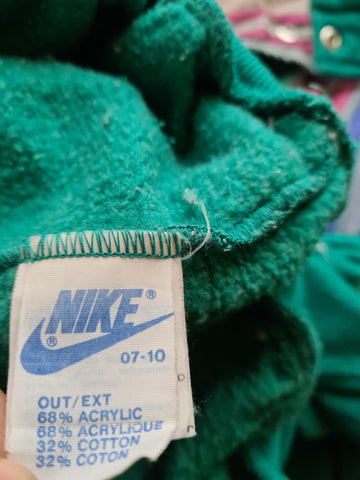 NIKE®
®
07-10
OUT/EXT
68% ACRYLIC
68% ACRYLIQUE
32% COTTON
32% COTON